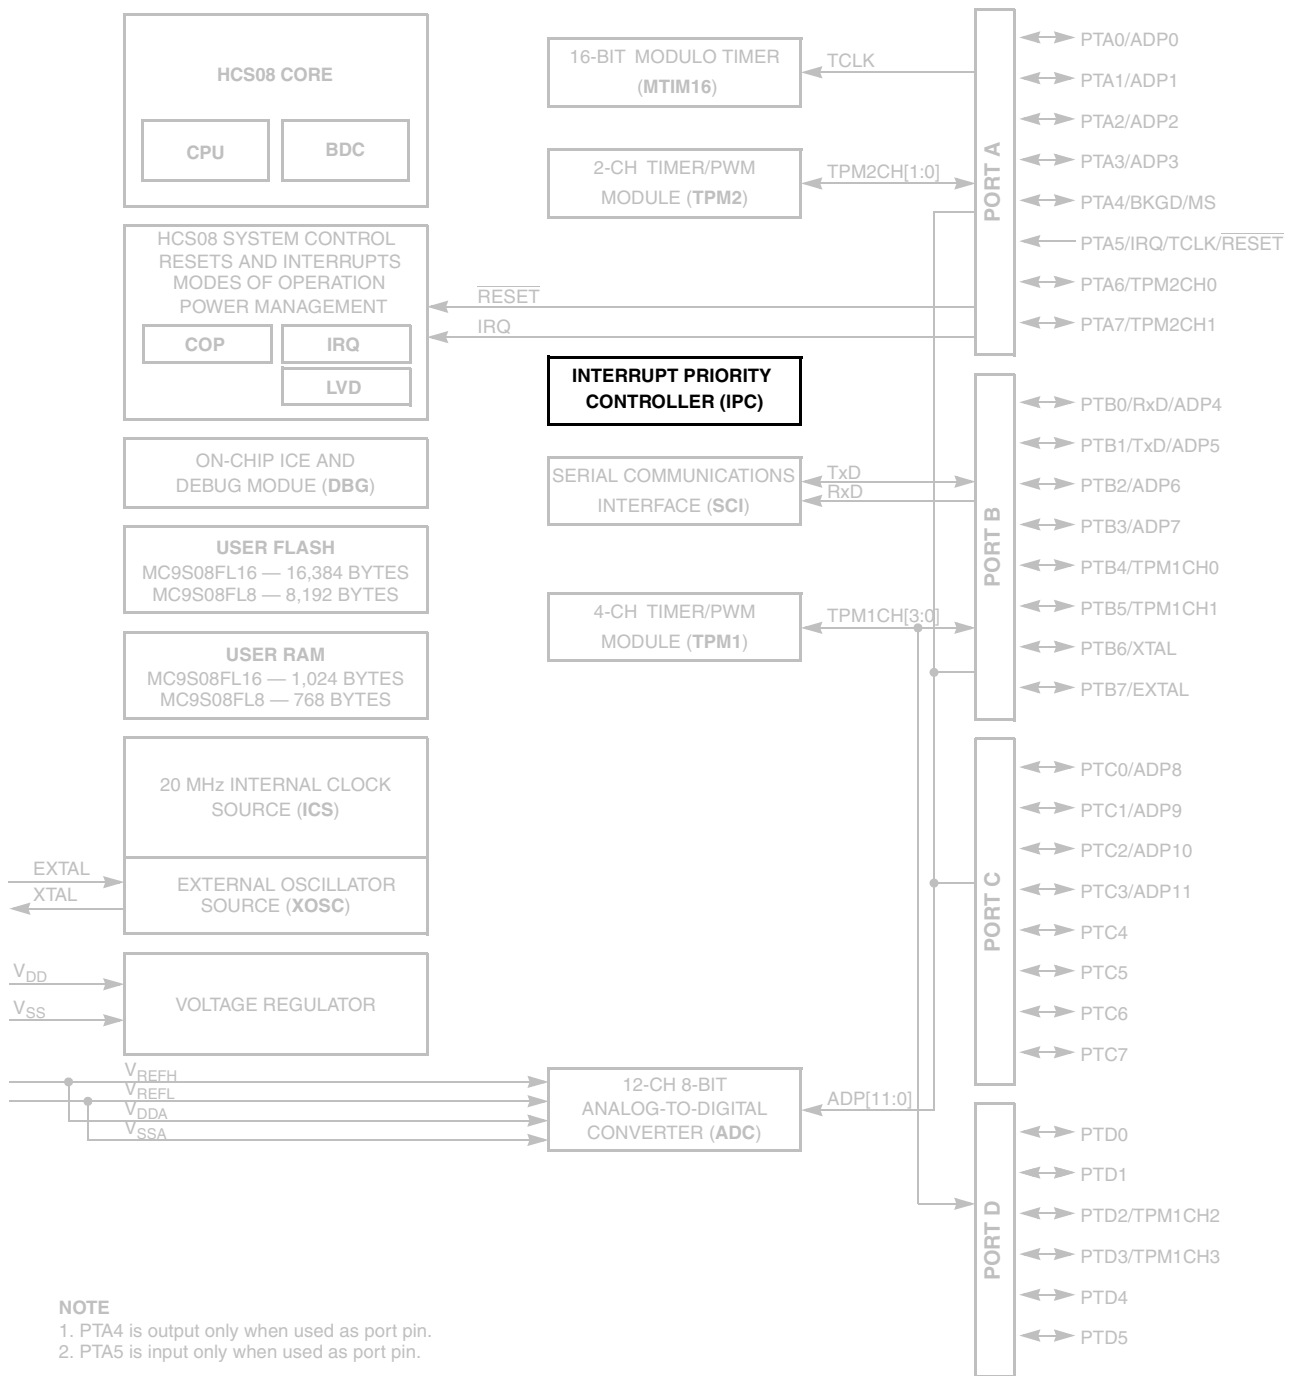 HCS08 CORE
CPU
BDC
HCS08 SYSTEM CONTROL
RESETS AND INTERRUPTS
MODES OF OPERATION
POWER MANAGEMENT
COP
IRQ
LVD
ON-CHIP ICE AND
DEBUG MODUE (DBG)
USER FLASH
MC9S08FL16 — 16,384 BYTES
MC9S08FL8 — 8,192 BYTES
USER RAM
MC9S08FL16 — 1,024 BYTES
MC9S08FL8 — 768 BYTES
20 MHz INTERNAL CLOCK
SOURCE (ICS)
EXTERNAL OSCILLATOR
SOURCE (XOSC)
EXTAL
XTAL
VDD
VSS
VOLTAGE REGULATOR
VREFH
VREFL
VDDA
VSSA
16-BIT MODULO TIMER
(MTIM16)
TCLK
2-CH TIMER/PWM
MODULE (TPM2)
TPM2CH[1:0]
RESET
IRQ
INTERRUPT PRIORITY
CONTROLLER (IPC)
SERIAL COMMUNICATIONS
INTERFACE (SCI)
TxD
RxD
4-CH TIMER/PWM
MODULE (TPM1)
TPM1CH[3:0]
12-CH 8-BIT
ANALOG-TO-DIGITAL
CONVERTER (ADC)
ADP[11:0]
PORT A
PTA0/ADP0
PTA1/ADP1
PTA2/ADP2
PTA3/ADP3
PTA4/BKGD/MS
PTA5/IRQ/TCLK/RESET
PTA6/TPM2CH0
PTA7/TPM2CH1
PORT B
PTB0/RxD/ADP4
PTB1/TxD/ADP5
PTB2/ADP6
PTB3/ADP7
PTB4/TPM1CH0
PTB5/TPM1CH1
PTB6/XTAL
PTB7/EXTAL
PORT C
PTC0/ADP8
PTC1/ADP9
PTC2/ADP10
PTC3/ADP11
PTC4
PTC5
PTC6
PTC7
PORT D
PTD0
PTD1
PTD2/TPM1CH2
PTD3/TPM1CH3
PTD4
PTD5
NOTE
1. PTA4 is output only when used as port pin.
2. PTA5 is input only when used as port pin.